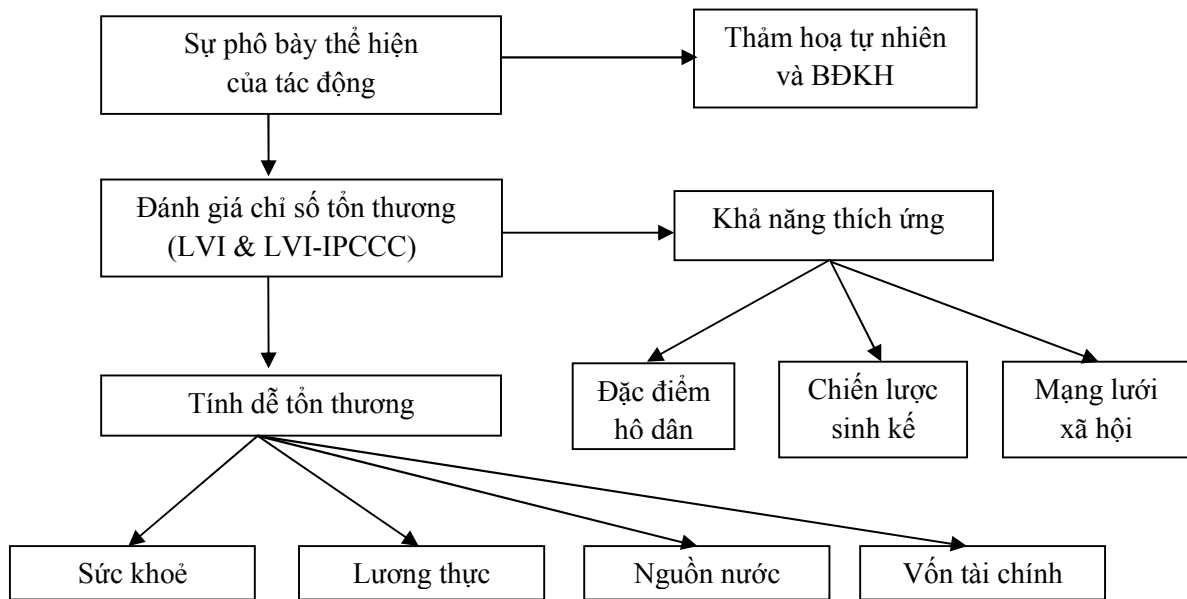 Sự phô bày thể hiện
của tác động
Thảm hoạ tự nhiên
và BĐKH
Đánh giá chỉ số tổn thương
(LVI & LVI-IPCCC)
Khả năng thích ứng
Tính dễ tổn thương
Đặc điểm
hô dân
Chiến lược
sinh kế
Mạng lưới
xã hội
Sức khoẻ
Lương thực
Nguồn nước
Vốn tài chính